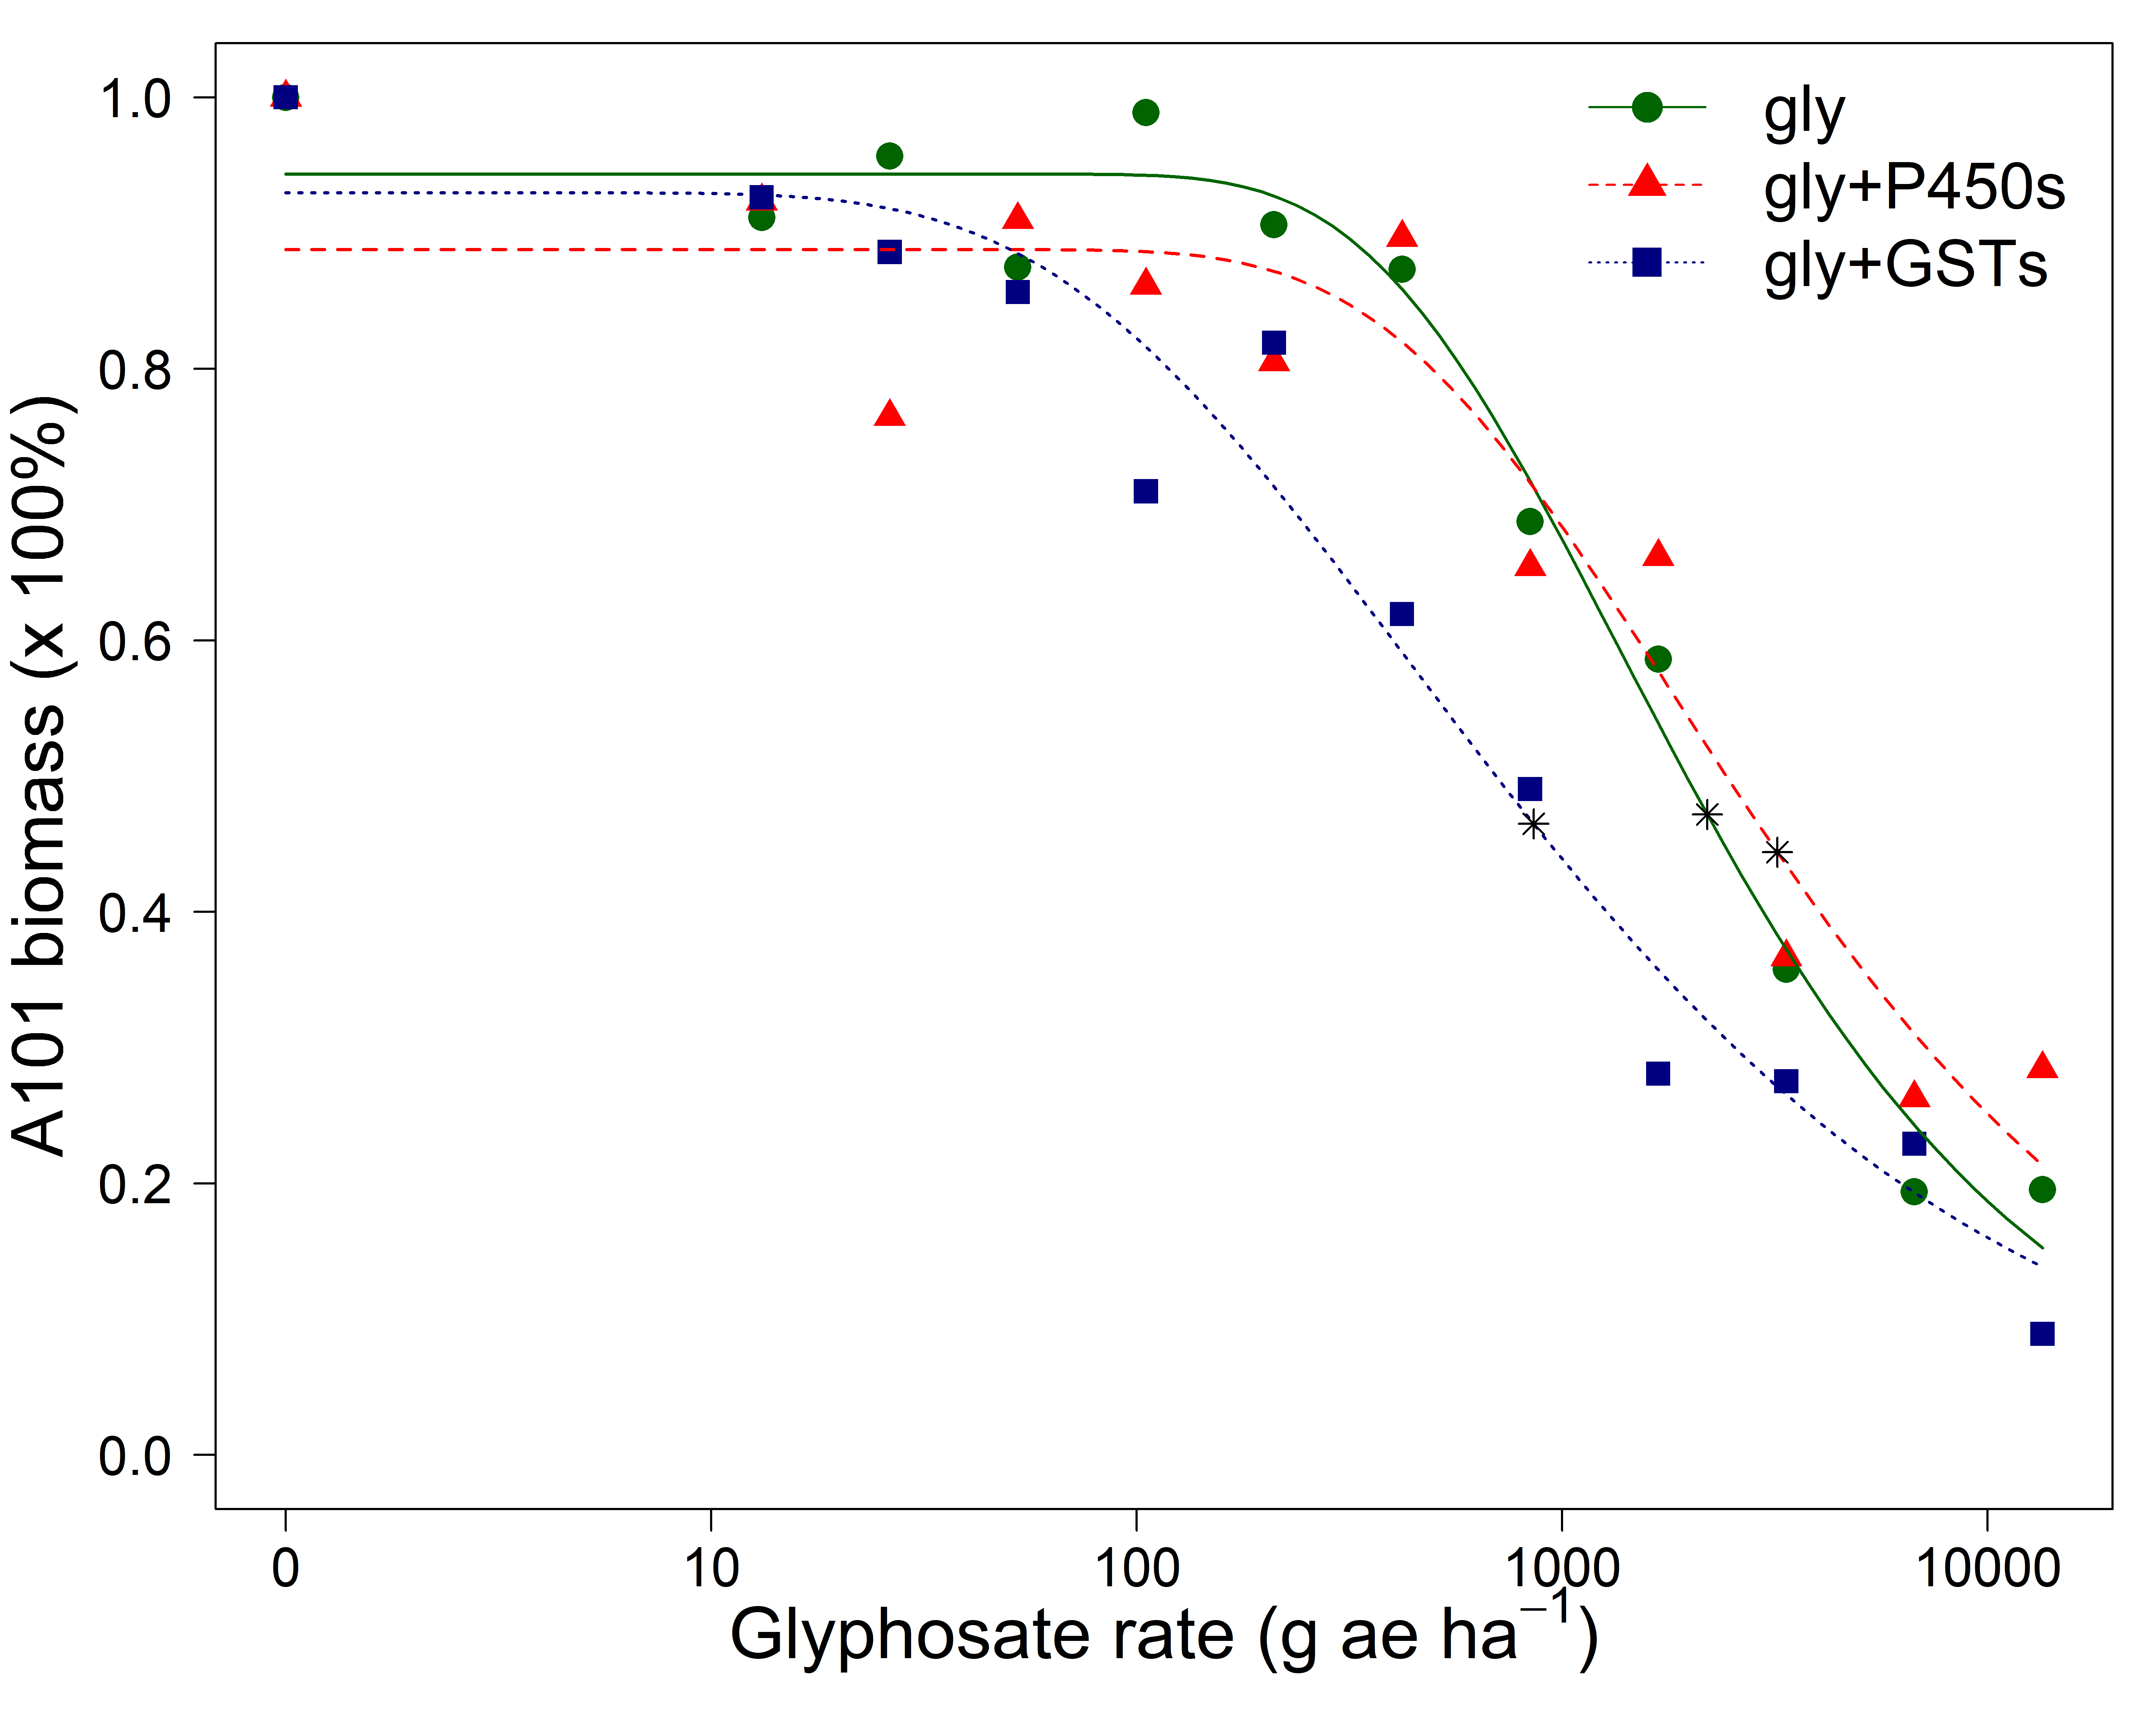 gly
gly+P450s
gly+GSTs
A101 biomass (x 100%)
1.0
0.8
0.6
0.4
0.2
0.0
0 10 100 1000 10000
Glyphosate rate (g ae ha⁻¹)